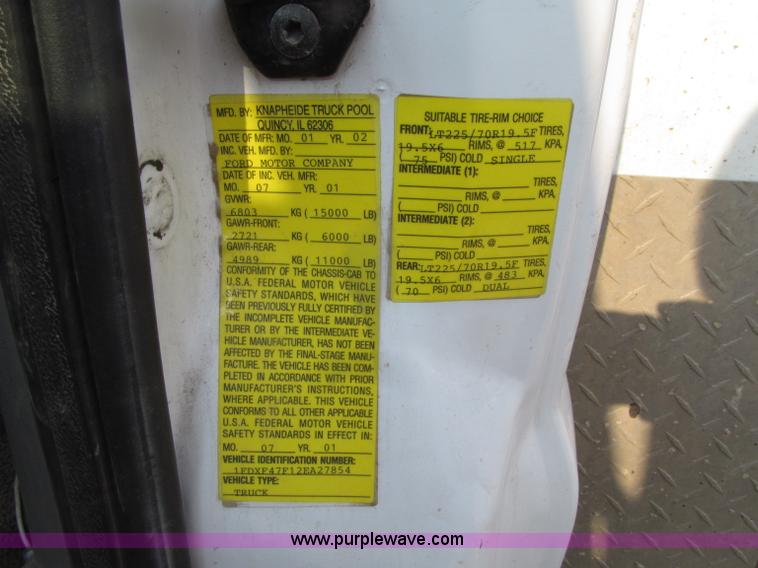 MFD. BY: KNAPHEIDE TRUCK POOL
QUINCY, IL 62306
DATE OF MFR: MO. 01 YR. 02
INC. VEH. MFD. BY:
FORD MOTOR COMPANY
DATE OF INC. VEH. MFR:
MO. 07 YR. 01
GVWR:
6803 KG ( 15000 LB)
GAWR-FRONT:
2721 KG ( 6000 LB)
GAWR-REAR:
4989 KG ( 11000 LB)
CONFORMITY OF THE CHASSIS-CAB TO
U.S.A. FEDERAL MOTOR VEHICLE
SAFETY STANDARDS, WHICH HAVE
BEEN PREVIOUSLY FULLY CERTIFIED BY
THE INCOMPLETE VEHICLE MANUFAC-
TURER OR BY THE INTERMEDIATE VE-
HICLE MANUFACTURER, HAS NOT BEEN
AFFECTED BY THE FINAL-STAGE MANU-
FACTURE. THE VEHICLE HAS BEEN COM-
PLETED IN ACCORDANCE WITH PRIOR
MANUFACTURER'S INSTRUCTIONS,
WHERE APPLICABLE. THIS VEHICLE
CONFORMS TO ALL OTHER APPLICABLE
U.S.A. FEDERAL MOTOR VEHICLE
SAFETY STANDARDS IN EFFECT IN:
MO. 07 YR. 01
VEHICLE IDENTIFICATION NUMBER:
1FDXF47F12EA27854
VEHICLE TYPE:
TRUCK
SUITABLE TIRE-RIM CHOICE
FRONT: LT225/70R19.5F TIRES,
19.5X6 RIMS, @ 517 KPA,
( 75 PSI) COLD SINGLE
INTERMEDIATE (1):
TIRES,
RIMS, @ KPA,
( PSI) COLD
INTERMEDIATE (2):
TIRES,
RIMS, @ KPA,
( PSI) COLD
REAR: LT225/70R19.5F TIRES,
19.5X6 RIMS, @ 483 KPA,
( 70 PSI) COLD DUAL
www.purplewave.com